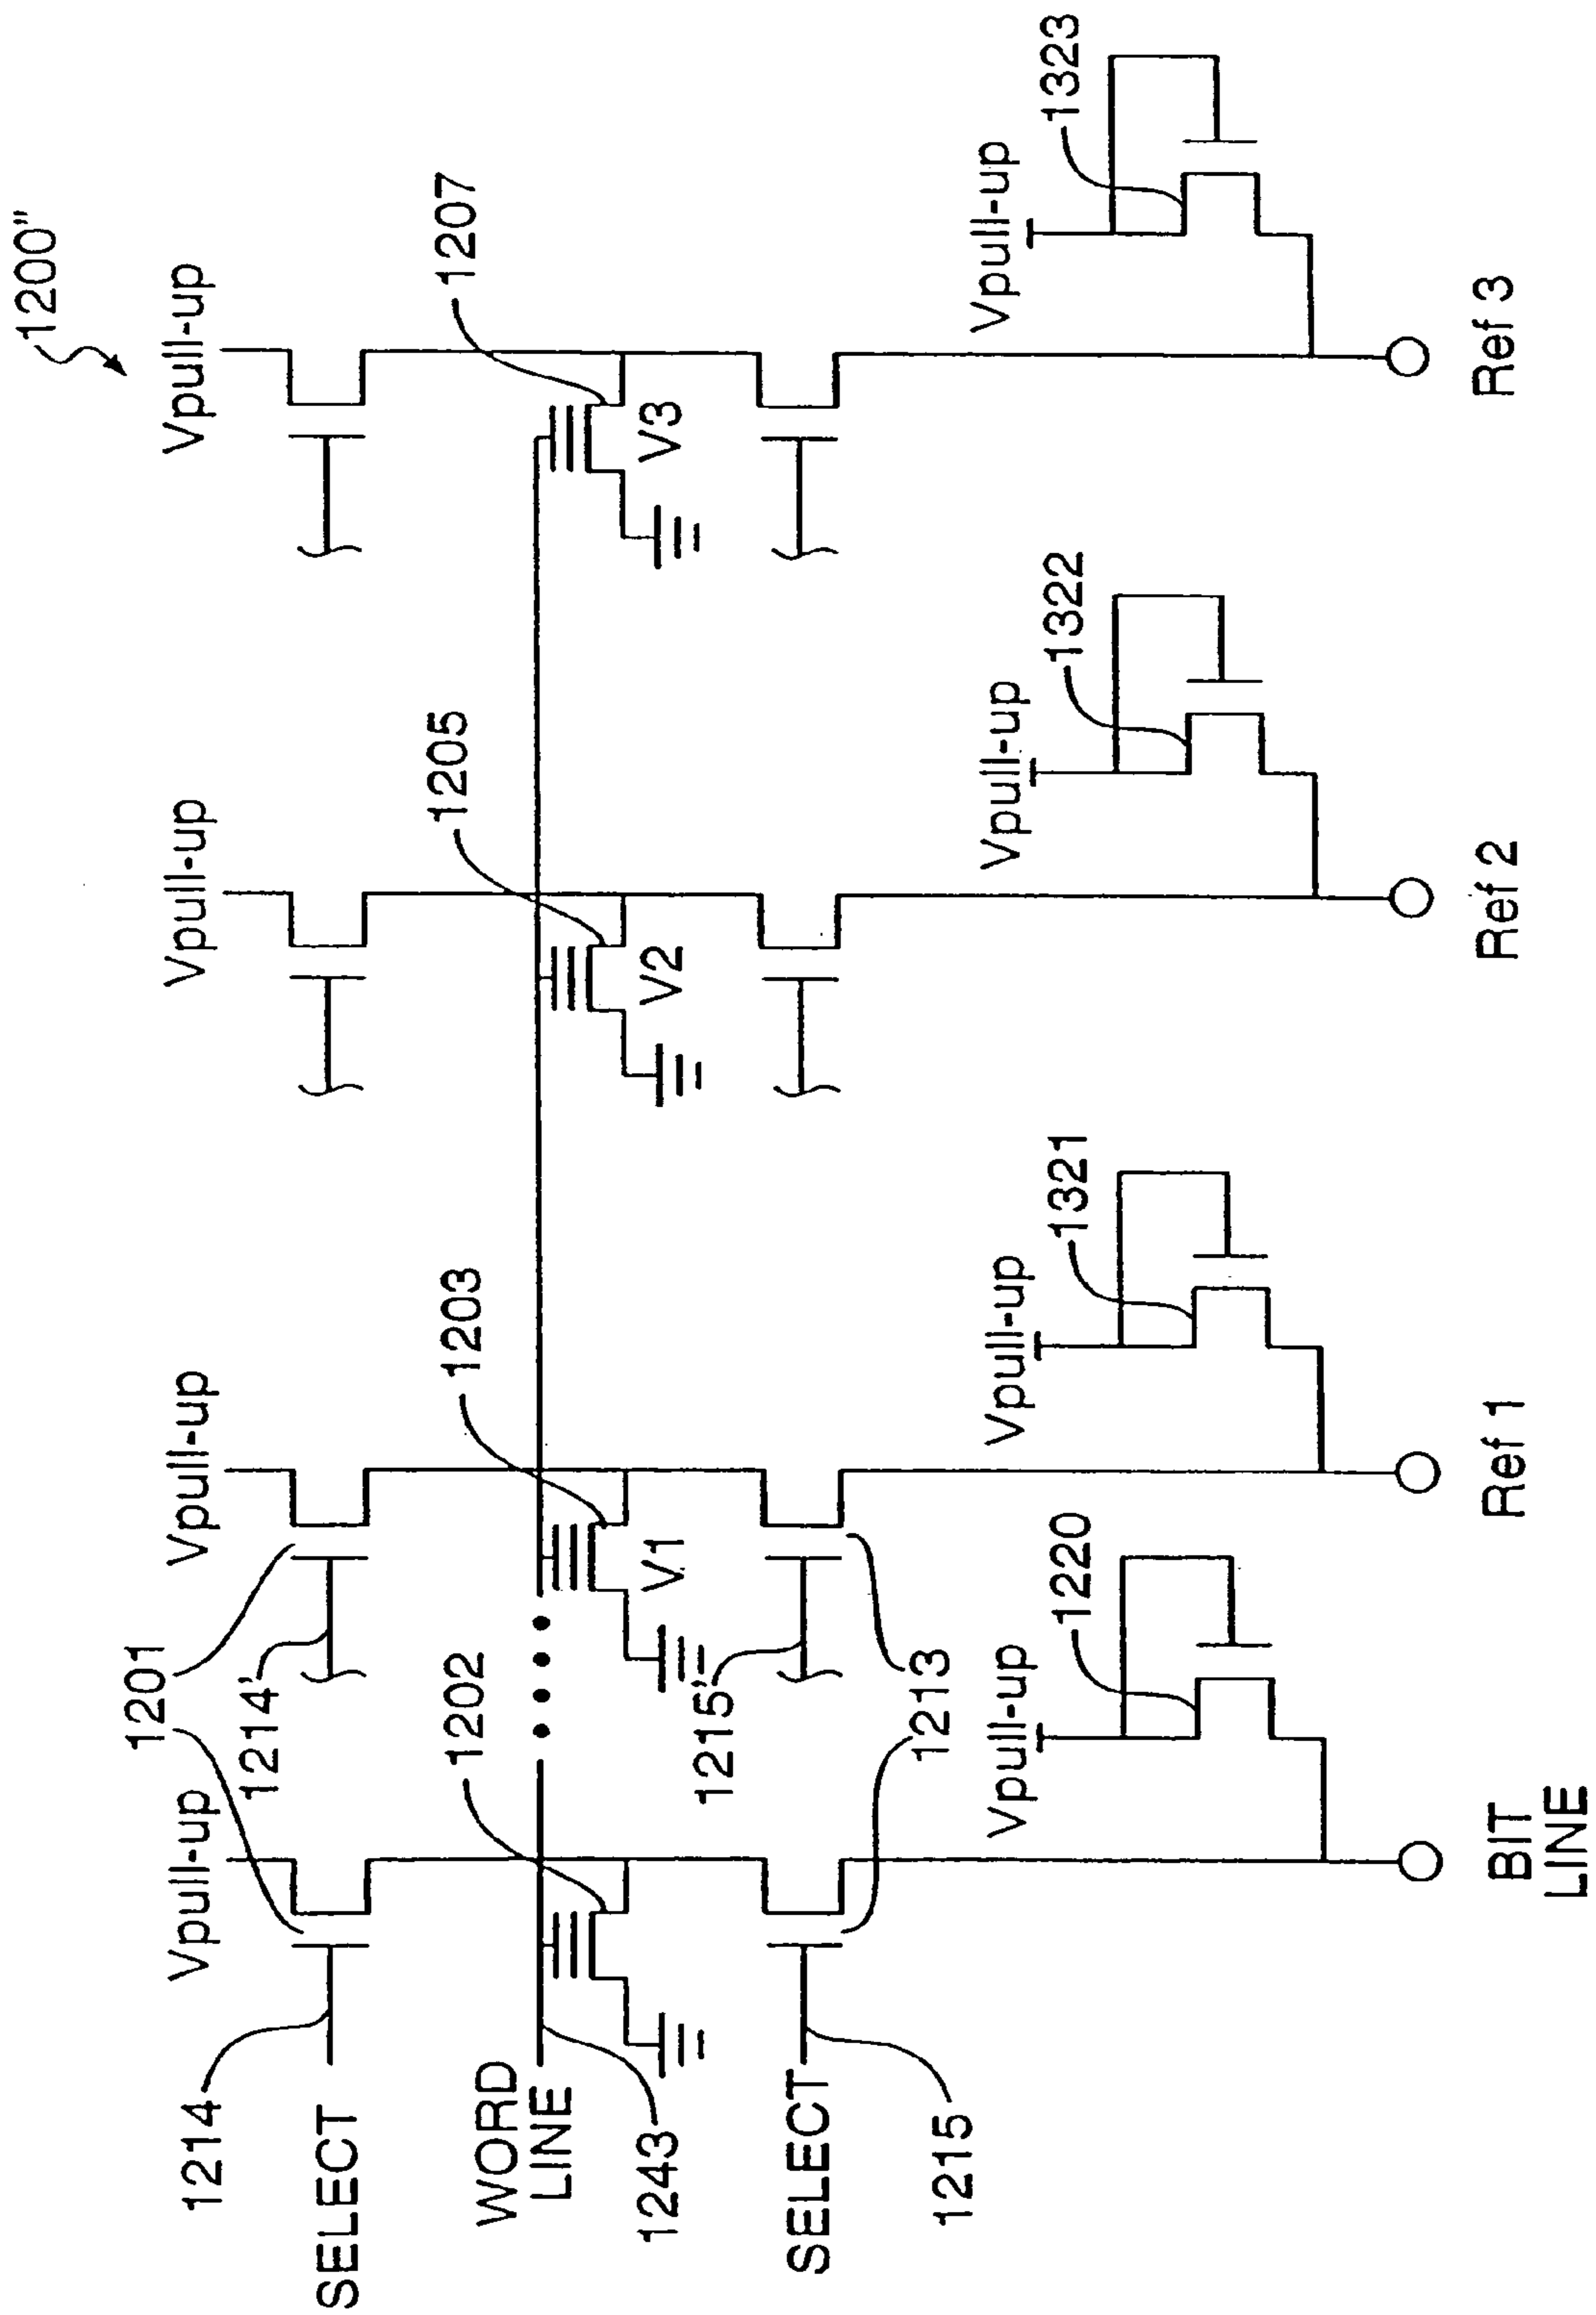 1200"
Vpull-up
Vpull-up
Vpull-up
Vpull-up
1201
1214
1214'
SELECT
1202
1203
1205
1207
WORD
LINE
1243
V1
V2
V3
SELECT
1215
1215'
1213
Vpull-up
Vpull-up
Vpull-up
Vpull-up
1220
1321
1322
1323
BIT
LINE
Ref 1
Ref 2
Ref 3